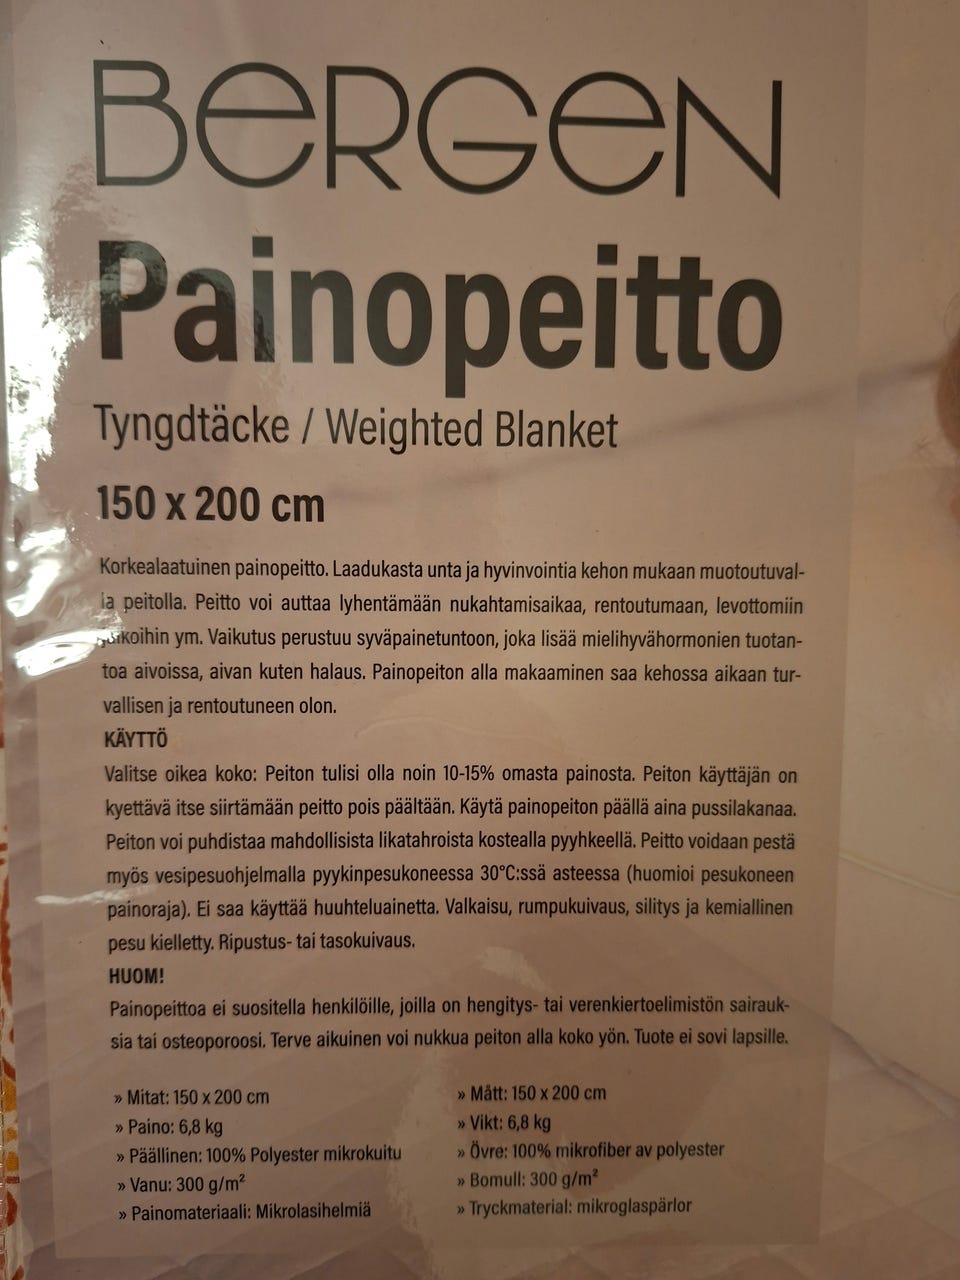 BERGEN
Painopeitto
Tyngdtäcke / Weighted Blanket
150 x 200 cm
Korkealaatuinen painopeitto. Laadukasta unta ja hyvinvointia kehon mukaan muotoutuval-
la peitolla. Peitto voi auttaa lyhentämään nukahtamisaikaa, rentoutumaan, levottomiin
jalkoihin ym. Vaikutus perustuu syväpainetuntoon, joka lisää mielihyvähormonien tuotan-
toa aivoissa, aivan kuten halaus. Painopeiton alla makaaminen saa kehossa aikaan tur-
vallisen ja rentoutuneen olon.
KÄYTTÖ
Valitse oikea koko: Peiton tulisi olla noin 10-15% omasta painosta. Peiton käyttäjän on
kyettävä itse siirtämään peitto pois päältään. Käytä painopeiton päällä aina pussilakanaa.
Peiton voi puhdistaa mahdollisista likatahroista kostealla pyyhkeellä. Peitto voidaan pestä
myös vesipesuohjelmalla pyykinpesukoneessa 30°C:ssä asteessa (huomioi pesukoneen
painoraja). Ei saa käyttää huuhteluainetta. Valkaisu, rumpukuivaus, silitys ja kemiallinen
pesu kielletty. Ripustus- tai tasokuivaus.
HUOM!
Painopeittoa ei suositella henkilöille, joilla on hengitys- tai verenkiertoelimistön sairauk-
sia tai osteoporoosi. Terve aikuinen voi nukkua peiton alla koko yön. Tuote ei sovi lapsille.
» Mitat: 150 x 200 cm
» Paino: 6,8 kg
» Päällinen: 100% Polyester mikrokuitu
» Vanu: 300 g/m²
» Painomateriaali: Mikrolasihelmiä
» Mått: 150 x 200 cm
» Vikt: 6,8 kg
» Övre: 100% mikrofiber av polyester
» Bomull: 300 g/m²
» Tryckmaterial: mikroglaspärlor